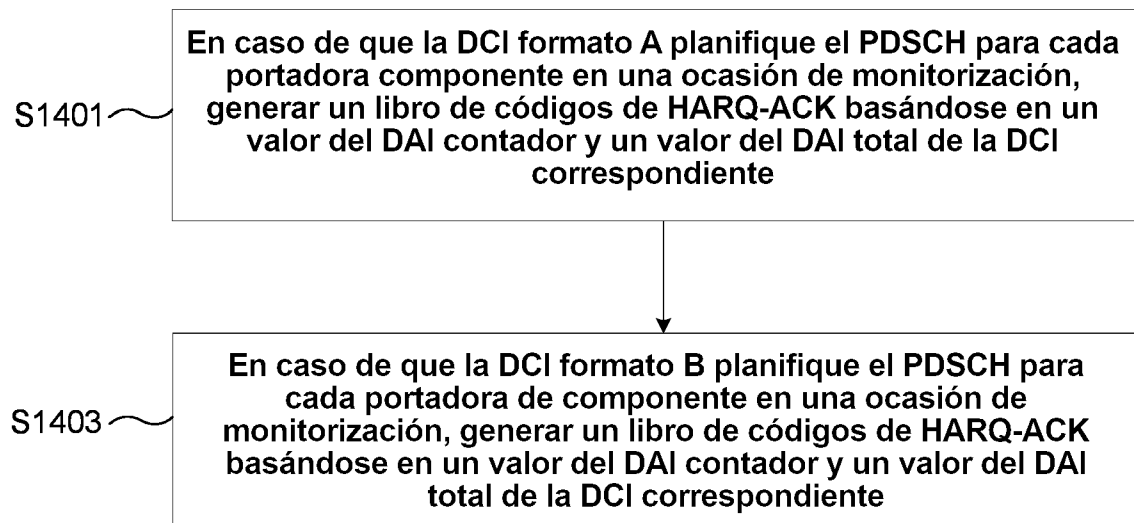 En caso de que la DCI formato A planifique el PDSCH para cada
portadora componente en una ocasión de monitorización,
S1401
generar un libro de códigos de HARQ-ACK basándose en un
valor del DAI contador y un valor del DAI total de la DCI
correspondiente
En caso de que la DCI formato B planifique el PDSCH para
cada portadora de componente en una ocasión de
S1403
monitorización, generar un libro de códigos de HARQ-ACK
basándose en un valor del DAI contador y un valor del DAI
total de la DCI correspondiente